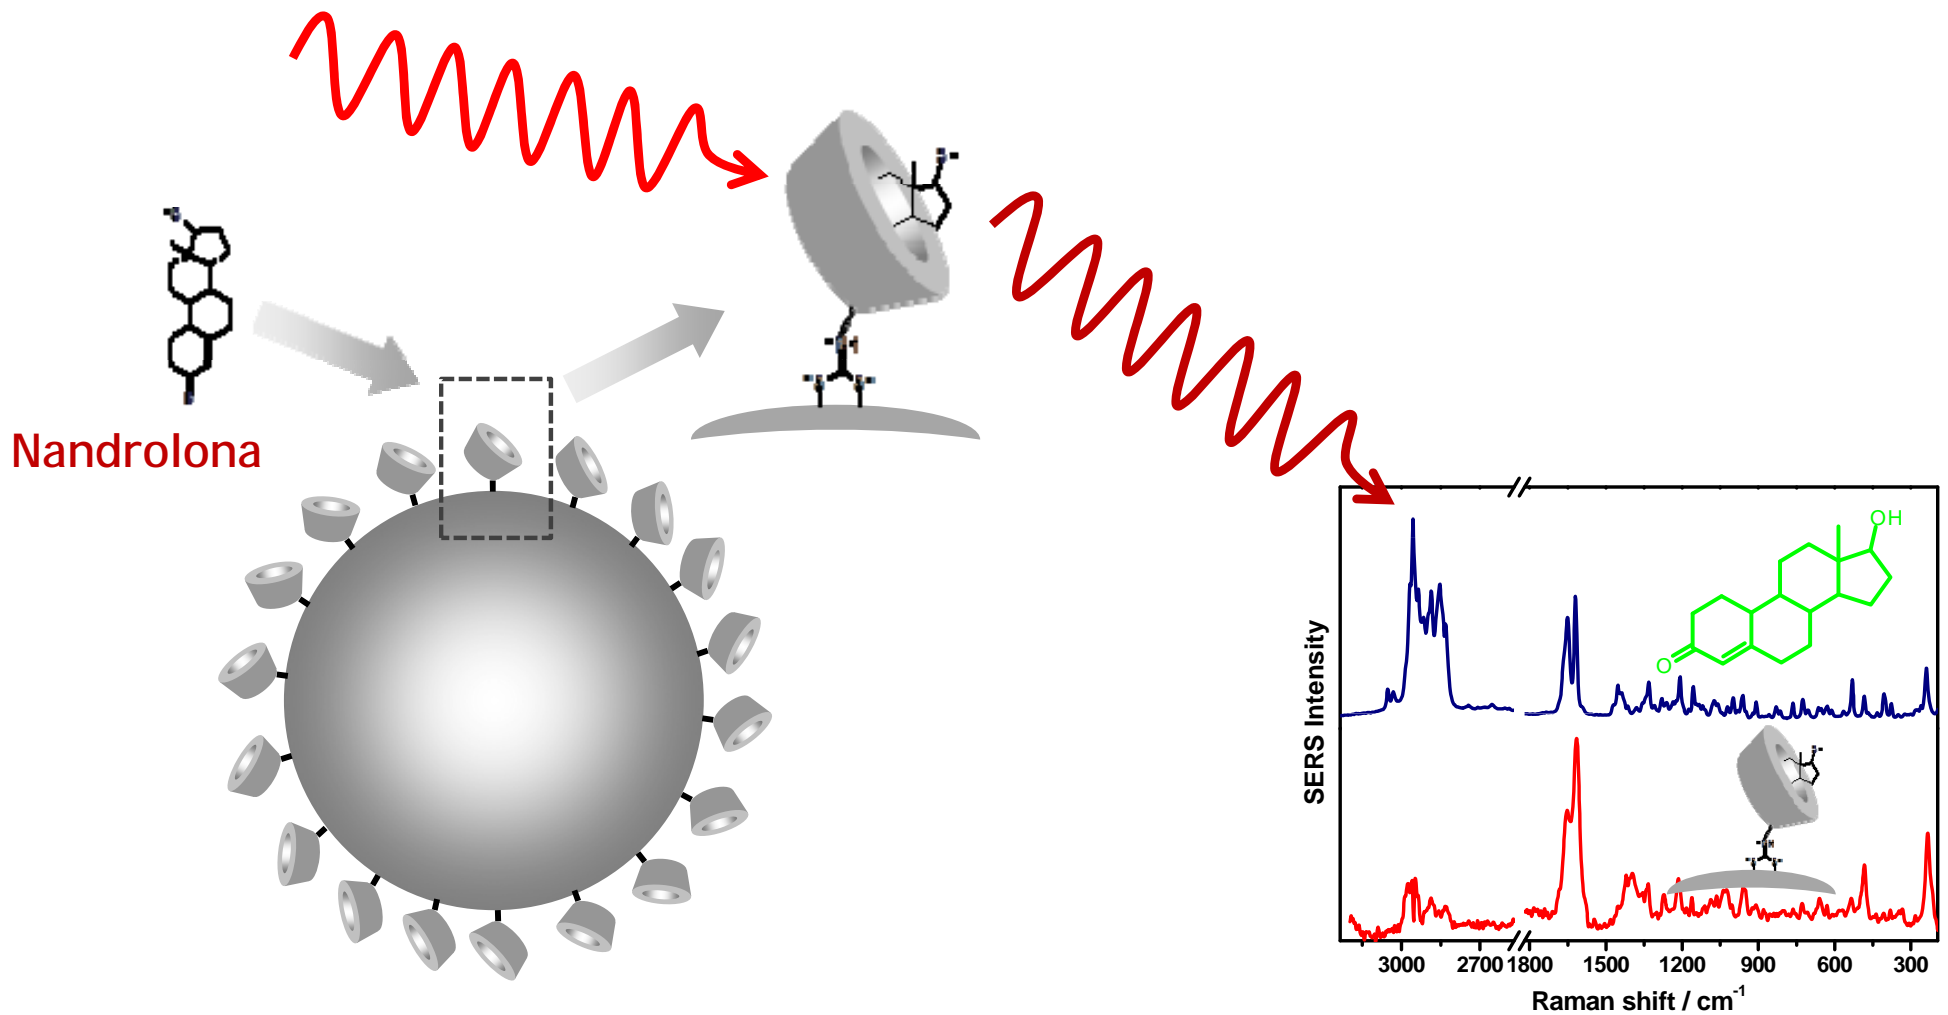 Nandrolona
OH
O
SERS Intensity
3000 2700 1800 1500 1200 900 600 300
Raman shift / cm⁻¹